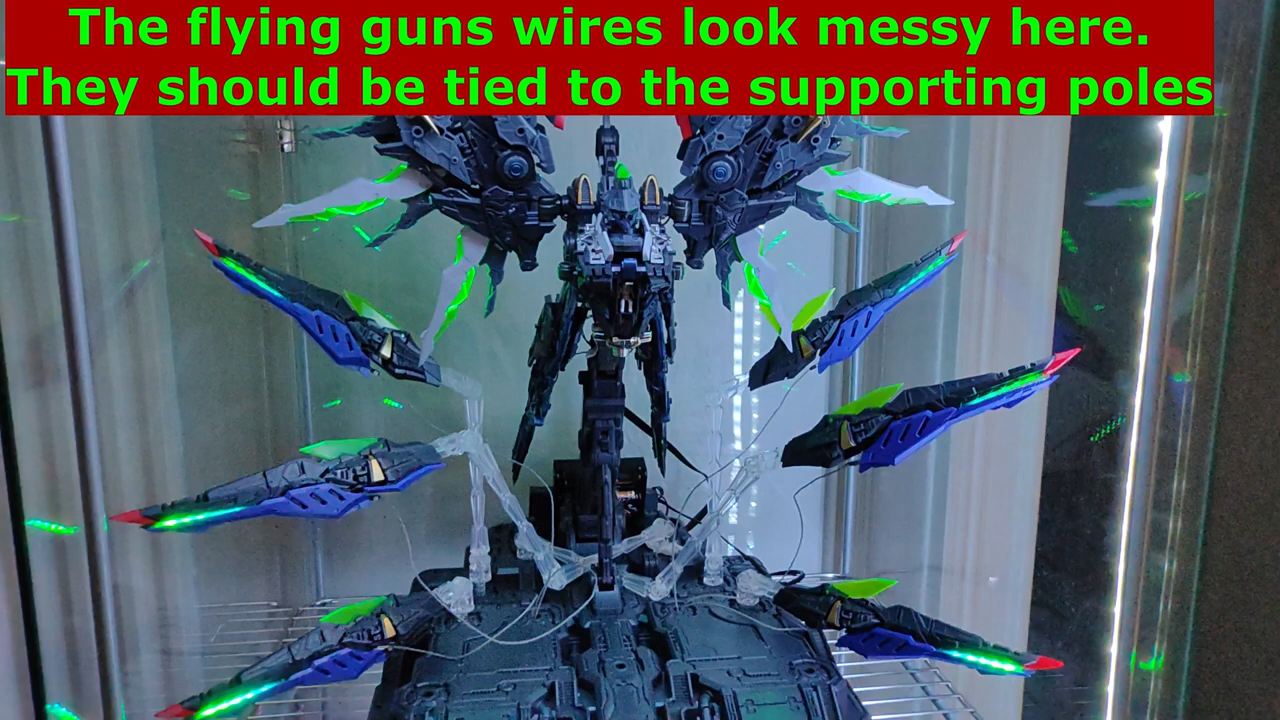 The flying guns wires look messy here.
They should be tied to the supporting poles